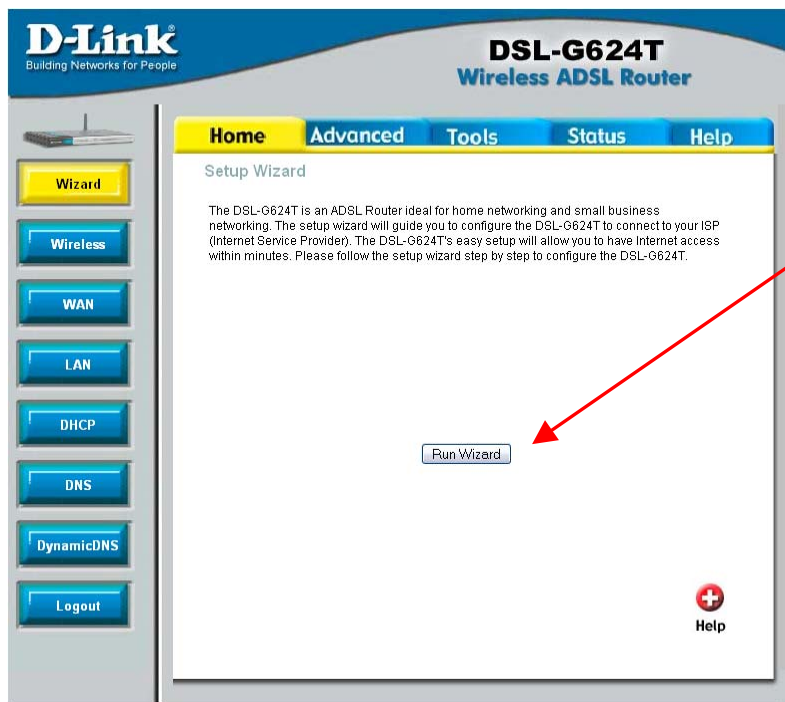 D-Link®
Building Networks for People
DSL-G624T
Wireless ADSL Router
Home Advanced Tools Status Help
Wizard
Wireless
WAN
LAN
DHCP
DNS
DynamicDNS
Logout
Setup Wizard
The DSL-G624T is an ADSL Router ideal for home networking and small business
networking. The setup wizard will guide you to configure the DSL-G624T to connect to your ISP
(Internet Service Provider). The DSL-G624T's easy setup will allow you to have Internet access
within minutes. Please follow the setup wizard step by step to configure the DSL-G624T.
Run Wizard
Help